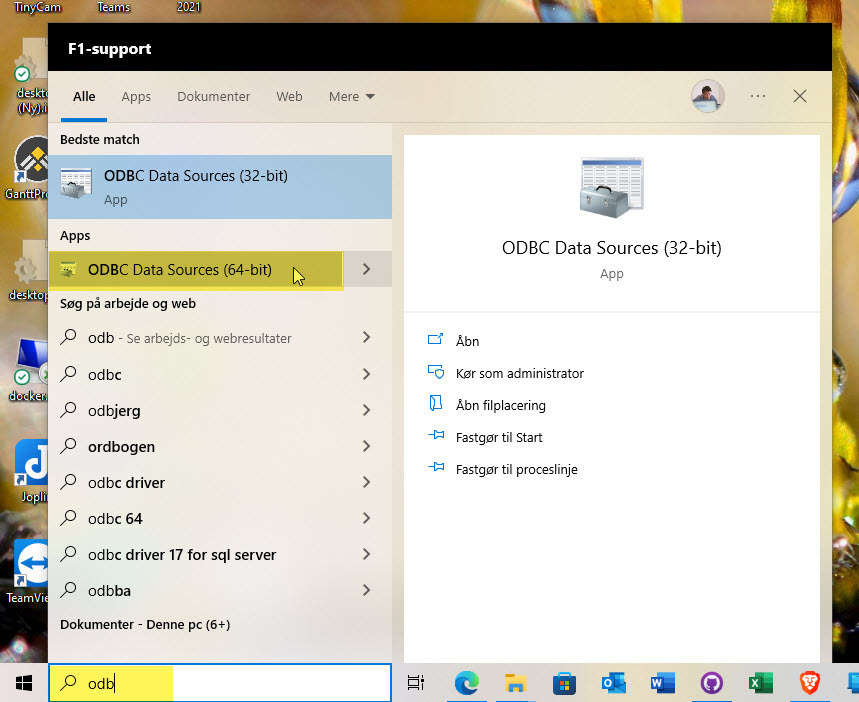 TinyCam
Teams
2021
F1-support
Alle
Apps
Dokumenter
Web
Mere
Bedste match
ODBC Data Sources (32-bit)
App
Apps
ODBC Data Sources (64-bit)
Søg på arbejde og web
odb - Se arbejds- og webresultater
odbc
odbjerg
ordbogen
odbc driver
odbc 64
odbc driver 17 for sql server
odbba
Dokumenter - Denne pc (6+)
odb
ODBC Data Sources (32-bit)
App
Åbn
Kør som administrator
Åbn filplacering
Fastgør til Start
Fastgør til proceslinje
deskto
(Ny).i
GanttPro
desktop
docker
Joplin
TeamVie